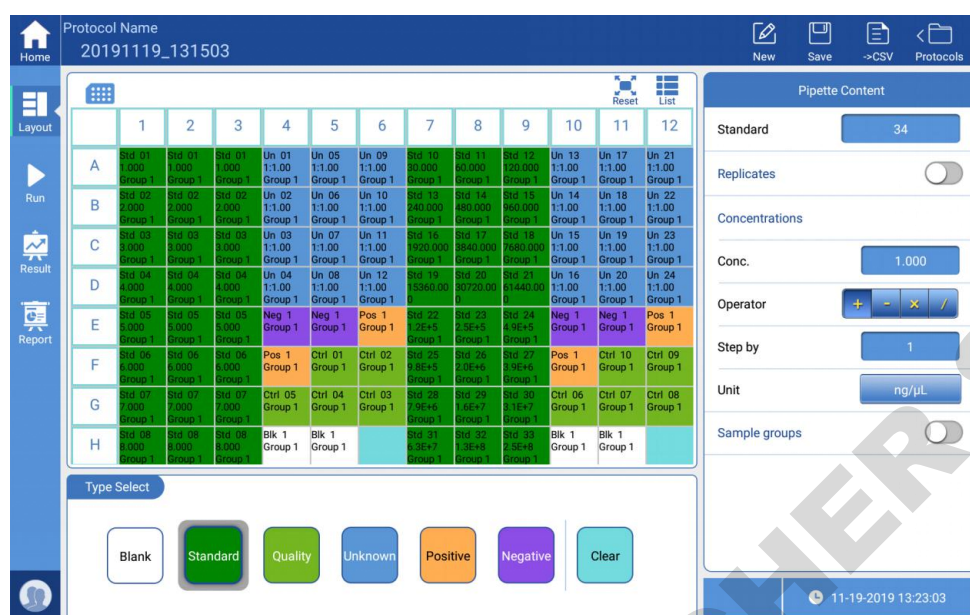 Protocol Name
20191119_131503
Home
New
Save
->CSV
Protocols
Layout
Run
Result
Report
Reset
List
1 2 3 4 5 6 7 8 9 10 11 12
A
Std 01 Std 01 Std 01 Un 01 Un 05 Un 09 Std 10 Std 11 Std 12 Un 13 Un 17 Un 21
1.000 1.000 1.000 1:1.00 1:1.00 1:1.00 30.000 60.000 120.000 1:1.00 1:1.00 1:1.00
Group 1 Group 1 Group 1 Group 1 Group 1 Group 1 Group 1 Group 1 Group 1 Group 1 Group 1 Group 1
B
Std 02 Std 02 Std 02 Un 02 Un 06 Un 10 Std 13 Std 14 Std 15 Un 14 Un 18 Un 22
2.000 2.000 2.000 1:1.00 1:1.00 1:1.00 240.000 480.000 960.000 1:1.00 1:1.00 1:1.00
Group 1 Group 1 Group 1 Group 1 Group 1 Group 1 Group 1 Group 1 Group 1 Group 1 Group 1 Group 1
C
Std 03 Std 03 Std 03 Un 03 Un 07 Un 11 Std 16 Std 17 Std 18 Un 15 Un 19 Un 23
3.000 3.000 3.000 1:1.00 1:1.00 1:1.00 1920.000 3840.000 7680.000 1:1.00 1:1.00 1:1.00
Group 1 Group 1 Group 1 Group 1 Group 1 Group 1 Group 1 Group 1 Group 1 Group 1 Group 1 Group 1
D
Std 04 Std 04 Std 04 Un 04 Un 08 Un 12 Std 19 Std 20 Std 21 Un 16 Un 20 Un 24
4.000 4.000 4.000 1:1.00 1:1.00 1:1.00 15360.00 30720.00 61440.00 1:1.00 1:1.00 1:1.00
Group 1 Group 1 Group 1 Group 1 Group 1 Group 1 0 0 0 Group 1 Group 1 Group 1
E
Std 05 Std 05 Std 05 Neg 1 Neg 1 Pos 1 Std 22 Std 23 Std 24 Neg 1 Neg 1 Pos 1
5.000 5.000 5.000 Group 1 Group 1 Group 1 1.2E+5 2.5E+5 4.9E+5 Group 1 Group 1 Group 1
Group 1 Group 1 Group 1 Group 1 Group 1 Group 1
F
Std 06 Std 06 Std 06 Pos 1 Ctrl 01 Ctrl 02 Std 25 Std 26 Std 27 Pos 1 Ctrl 10 Ctrl 09
6.000 6.000 6.000 Group 1 Group 1 Group 1 9.8E+5 2.0E+6 3.9E+6 Group 1 Group 1 Group 1
Group 1 Group 1 Group 1 Group 1 Group 1 Group 1
G
Std 07 Std 07 Std 07 Ctrl 05 Ctrl 04 Ctrl 03 Std 28 Std 29 Std 30 Ctrl 06 Ctrl 07 Ctrl 08
7.000 7.000 7.000 Group 1 Group 1 Group 1 7.9E+6 1.6E+7 3.1E+7 Group 1 Group 1 Group 1
Group 1 Group 1 Group 1 Group 1 Group 1 Group 1
H
Std 08 Std 08 Std 08 Blk 1 Blk 1 Std 31 Std 32 Std 33 Blk 1 Blk 1
8.000 8.000 8.000 Group 1 Group 1 6.3E+7 1.3E+8 2.5E+8 Group 1 Group 1
Group 1 Group 1 Group 1 Group 1 Group 1 Group 1
Type Select
Blank
Standard
Quality
Unknown
Positive
Negative
Clear
Pipette Content
Standard 34
Replicates
Concentrations
Conc. 1.000
Operator + - × /
Step by 1
Unit ng/μL
Sample groups
11-19-2019 13:23:03